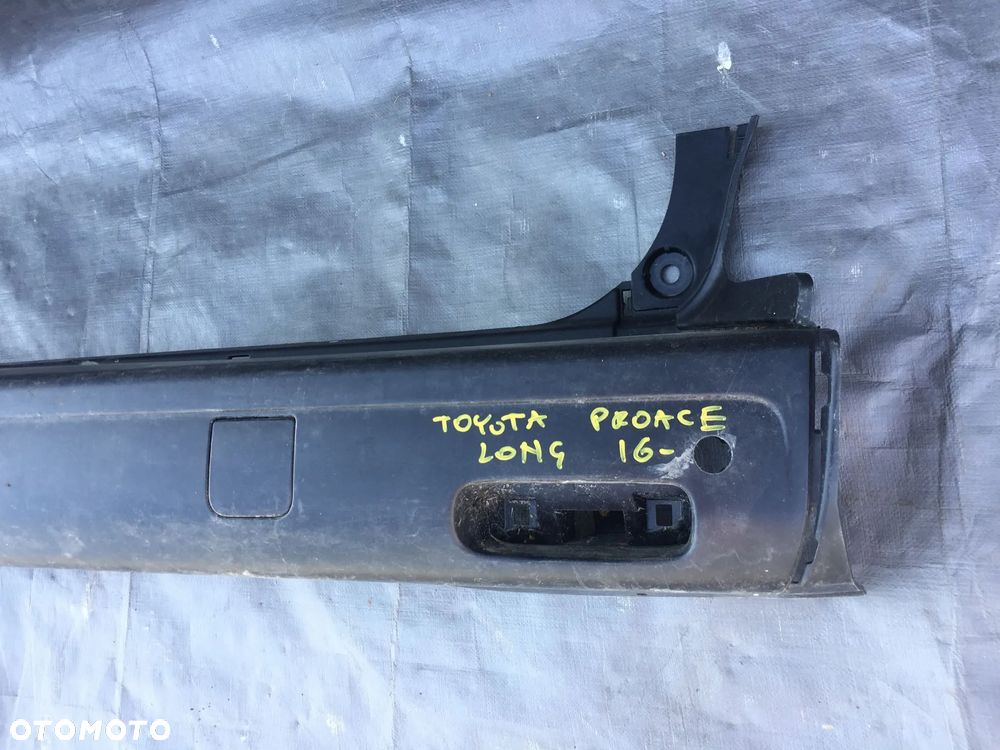 TOYOTA PROACE
LONG 16-
OTOMOTO